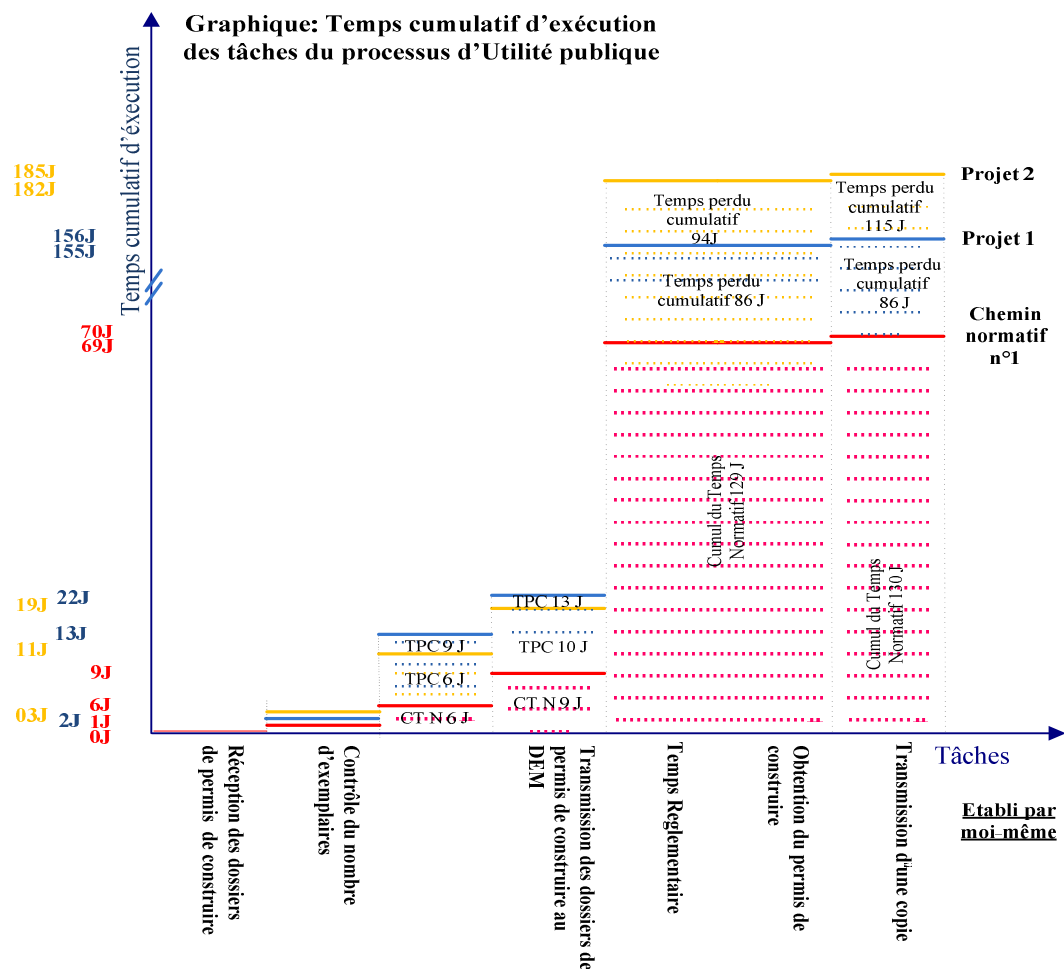 Graphique: Temps cumulatif d’exécution
des tâches du processus d’Utilité publique
Temps cumulatif d’éxecution
185J
182J
156J
155J
70J
69J
22J
19J
13J
11J
9J
6J
03J
2J
1J
0J
Temps perdu
cumulatif
94J
Temps perdu
cumulatif
115 J
Temps perdu
cumulatif 86 J
Temps perdu
cumulatif
86 J
Projet 2
Projet 1
Chemin
normatif
n°1
Cumul du Temps
Normatif 129 J
Cumul du Temps
Normatif 130 J
TPC 13 J
TPC 9 J
TPC 10 J
TPC 6 J
CT N 9 J
CT N 6 J
Réception des dossiers
de permis de construire
Contrôle du nombre
d’exemplaires
Transmission des dossiers de
permis de construire au
DEM
Temps Reglementaire
Obtention du permis de
construire
Transmission d'une copie
Tâches
Etabli par
moi-même